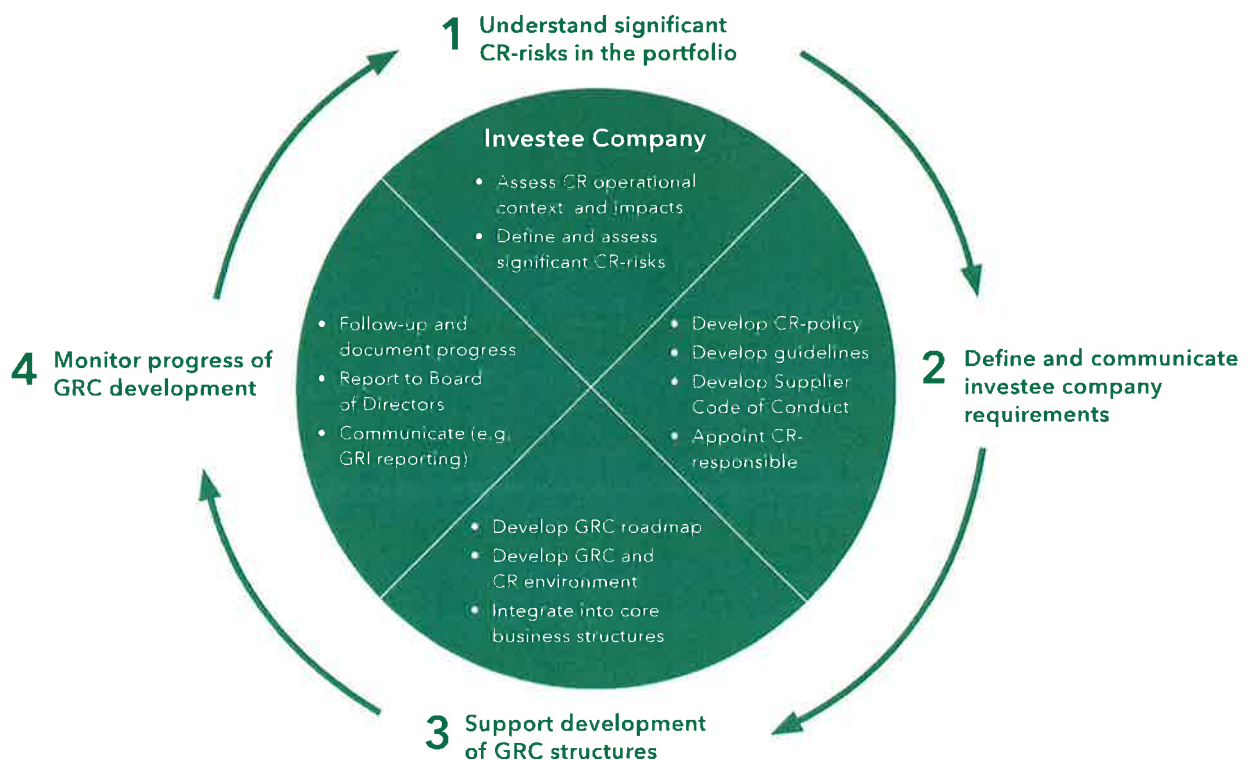 1 Understand significant
CR-risks in the portfolio
Investee Company
• Assess CR operational
context and impacts
• Define and assess
significant CR-risks
• Develop CR-policy
• Develop guidelines
• Develop Supplier
Code of Conduct
• Appoint CR-
responsible
2 Define and communicate
investee company
requirements
• Develop GRC roadmap
• Develop GRC and
CR environment
• Integrate into core
business structures
3 Support development
of GRC structures
• Follow-up and
document progress
• Report to Board
of Directors
• Communicate (e.g.
GRI reporting)
4 Monitor progress of
GRC development